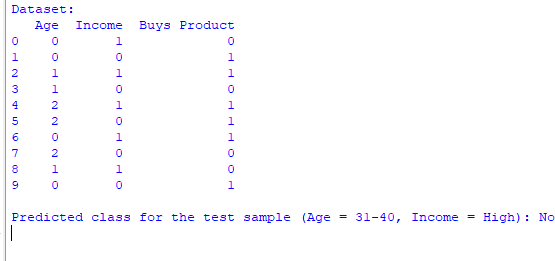 Dataset:
   Age  Income  Buys Product
0    0       1             0
1    0       0             1
2    1       1             1
3    1       0             0
4    2       1             1
5    2       0             1
6    0       1             1
7    2       0             0
8    1       1             0
9    0       0             1
Predicted class for the test sample (Age = 31-40, Income = High): No